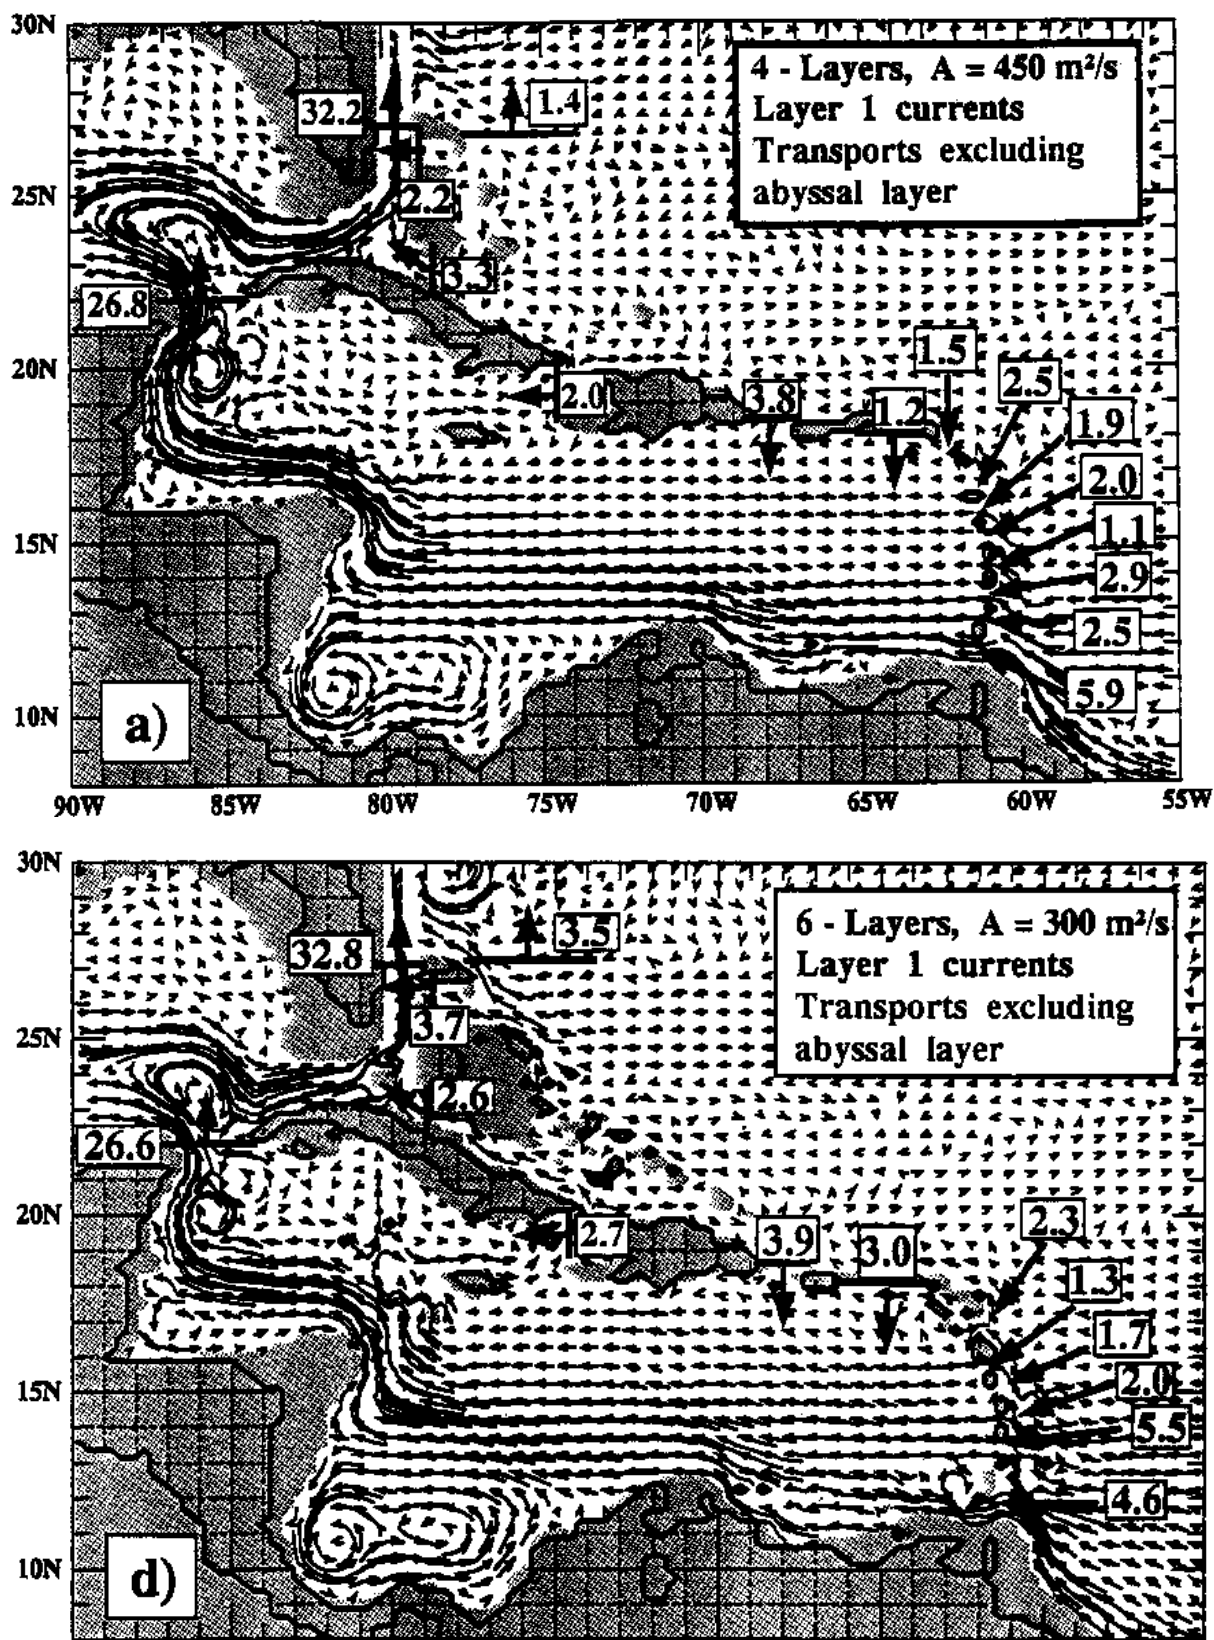 30N
4 - Layers, A = 450 m²/s
Layer 1 currents
Transports excluding
abyssal layer
1.4
32.2
25N
2.2
3.3
26.8
1.5
20N
2.5
2.0
3.8
1.2
1.9
2.0
15N
1.1
2.9
2.5
5.9
10N
a)
90W 85W 80W 75W 70W 65W 60W 55W
30N
6 - Layers, A = 300 m²/s
Layer 1 currents
Transports excluding
abyssal layer
3.5
32.8
25N
3.7
2.6
26.6
20N
2.3
2.7
3.9
3.0
1.3
1.7
15N
2.0
5.5
4.6
10N
d)